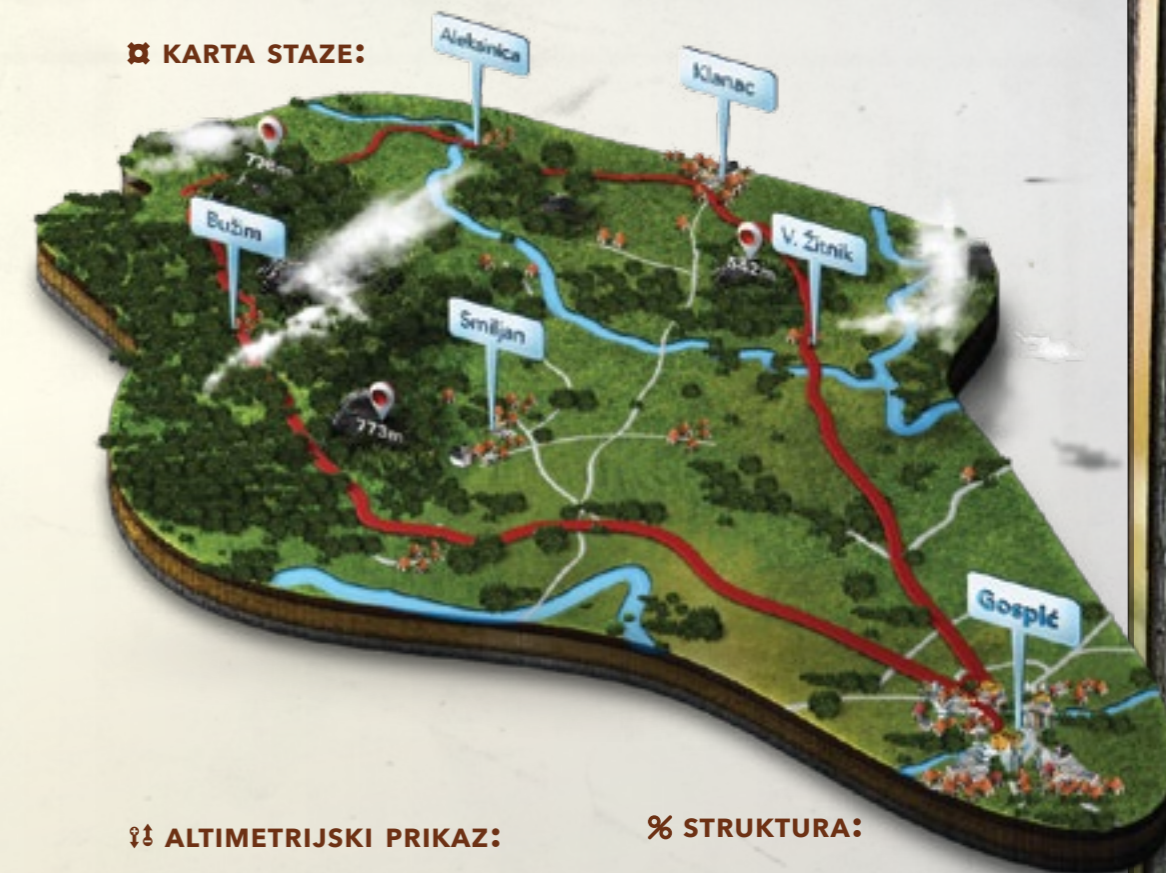 ¤ KARTA STAZE:
Aleksinica
Klanac
Bužim
V. Žitnik
Smiljan
773m
Gospić
ALTIMETRIJSKI PRIKAZ:
% STRUKTURA: